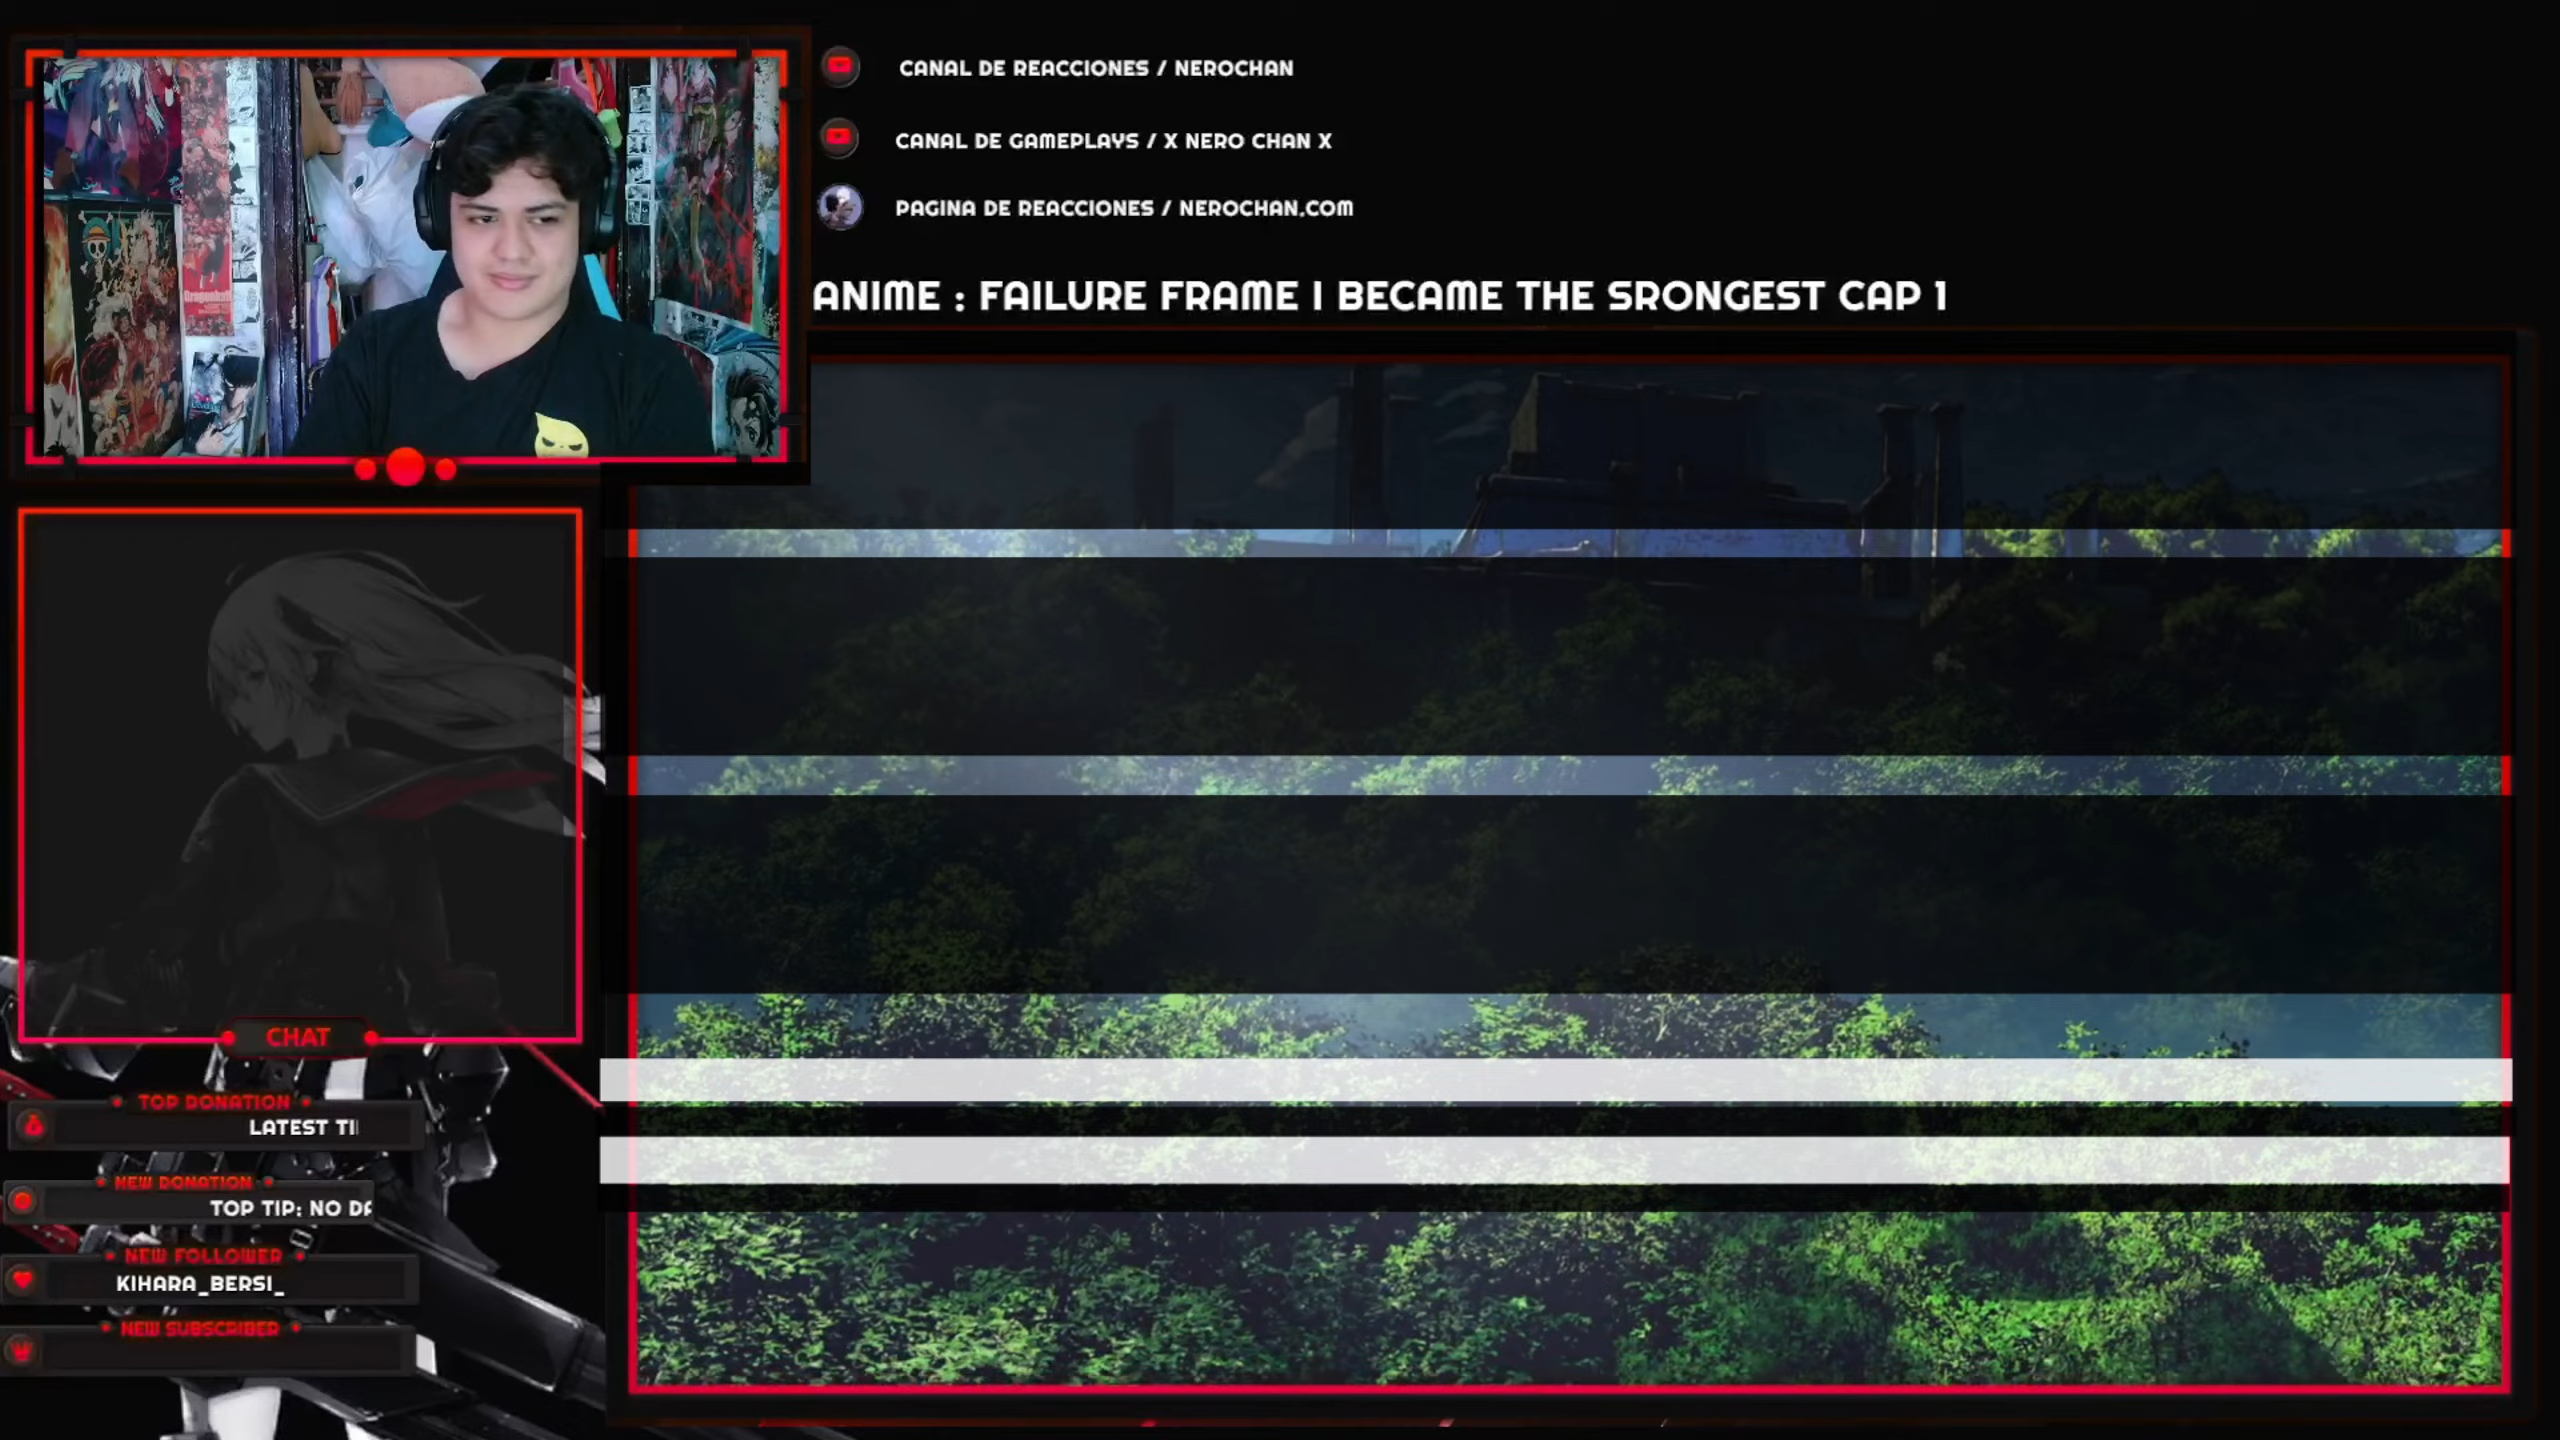 CANAL DE REACCIONES / NEROCHAN
CANAL DE GAMEPLAYS / X NERO CHAN X
PAGINA DE REACCIONES / NEROCHAN.COM
ANIME : FAILURE FRAME I BECAME THE SRONGEST CAP 1
CHAT
TOP DONATION
LATEST TI
NEW DONATION
TOP TIP: NO DA
NEW FOLLOWER
KIHARA_BERSI_
NEW SUBSCRIBER